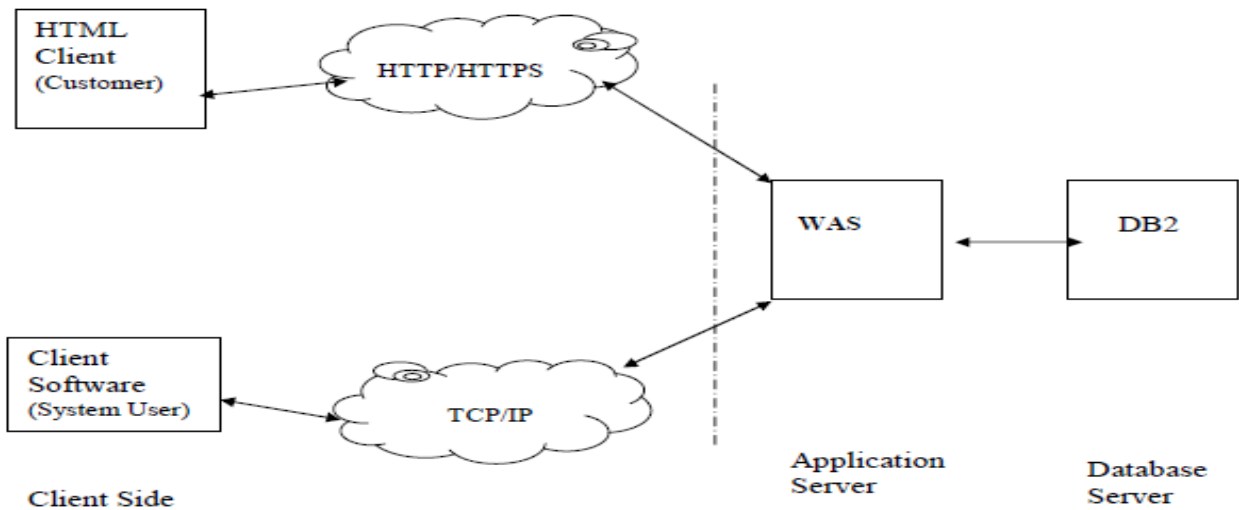 HTML
Client
(Customer)
HTTP/HTTPS
WAS
DB2
Client
Software
(System User)
TCP/IP
Client Side
Application
Server
Database
Server